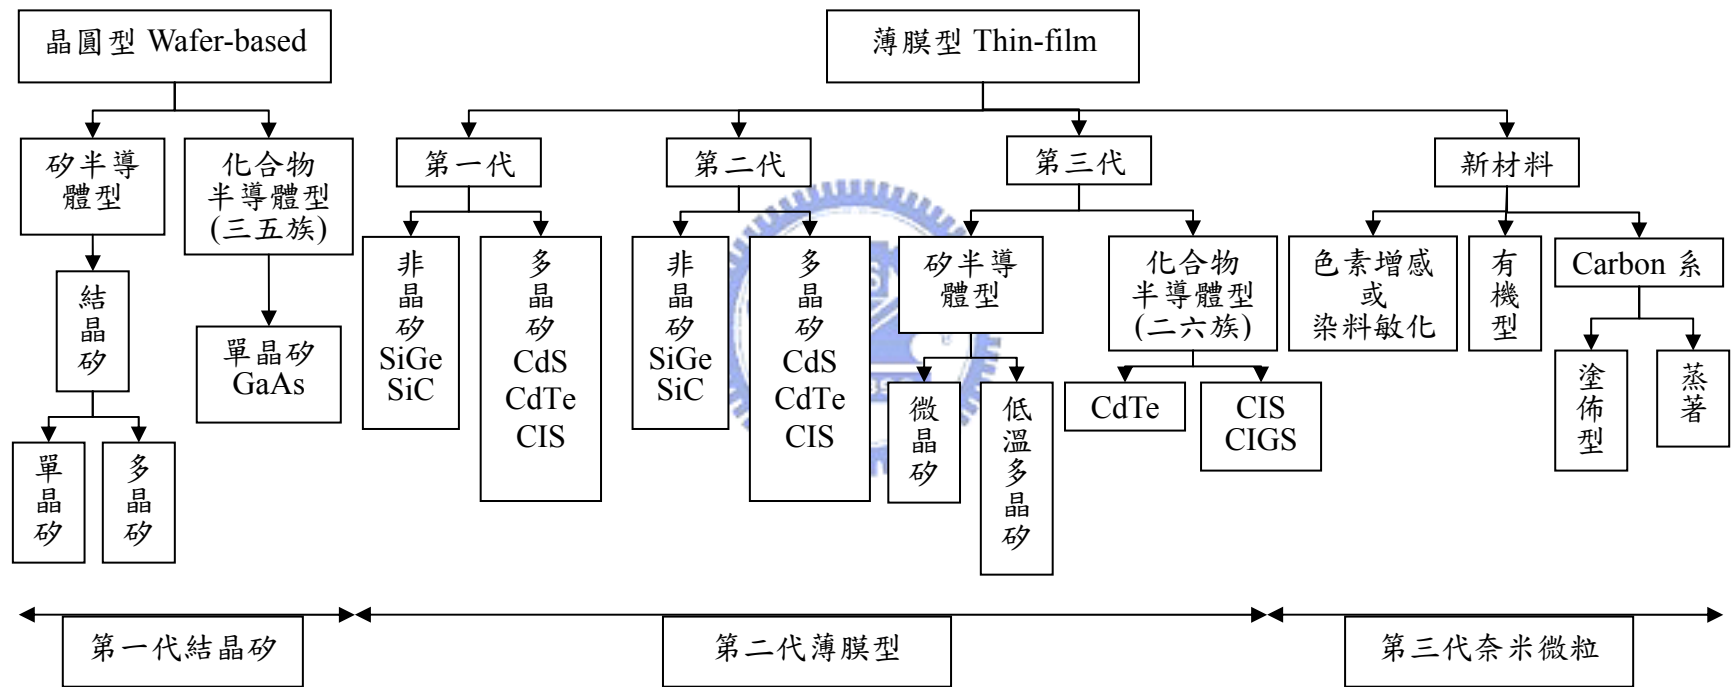 晶圓型 Wafer-based
薄膜型 Thin-film
矽半導
體型
化合物
半導體型
(三五族)
第一代
第二代
第三代
新材料
結
晶
矽
單晶矽
GaAs
單
晶
矽
多
晶
矽
非
晶
矽
SiGe
SiC
多
晶
矽
CdS
CdTe
CIS
非
晶
矽
SiGe
SiC
多
晶
矽
CdS
CdTe
CIS
矽半導
體型
化合物
半導體型
(二六族)
微
晶
矽
低
溫
多
晶
矽
CdTe
CIS
CIGS
色素增感
或
染料敏化
有
機
型
Carbon 系
塗
佈
型
蒸
著
第一代結晶矽
第二代薄膜型
第三代奈米微粒